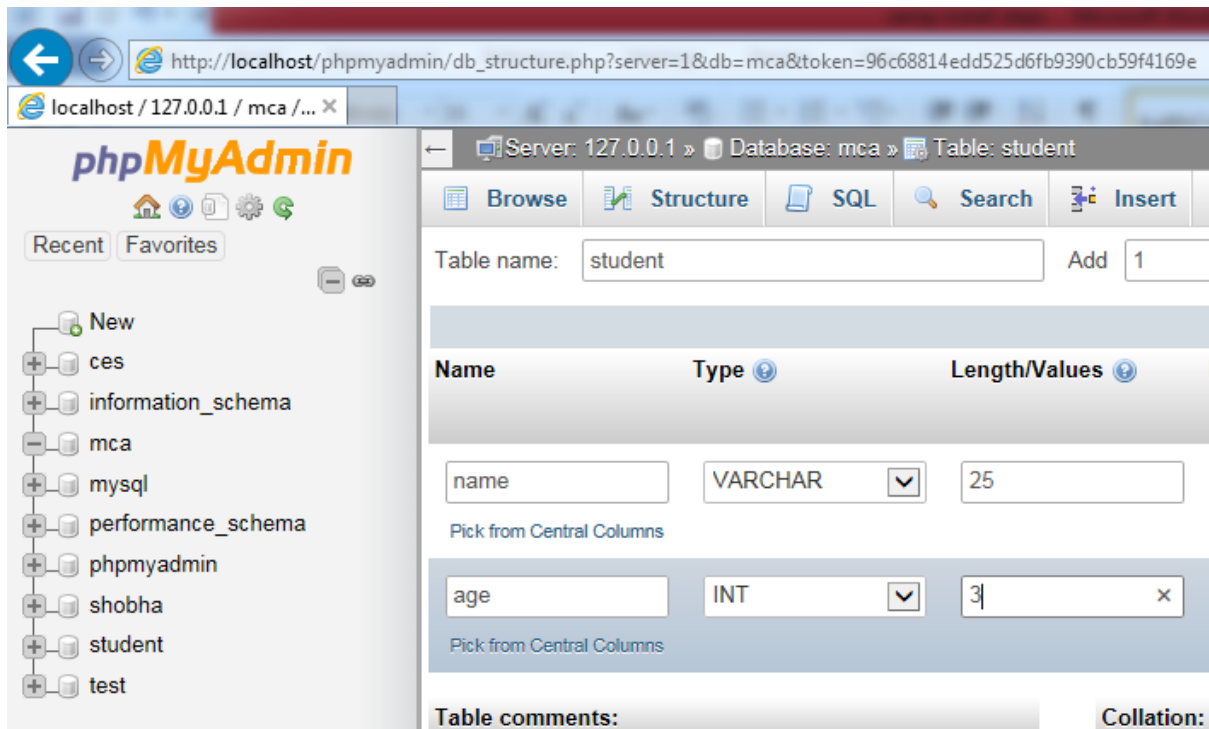 http://localhost/phpmyadmin/db_structure.php?server=1&db=mca&token=96c68814edd525d6fb9390cb59f4169e
localhost / 127.0.0.1 / mca /...
phpMyAdmin
Recent Favorites
New
ces
information_schema
mca
mysql
performance_schema
phpmyadmin
shobha
student
test
Server: 127.0.0.1 » Database: mca » Table: student
Browse Structure SQL Search Insert
Table name: student Add 1
Name Type Length/Values
name VARCHAR 25
Pick from Central Columns
age INT 3
Pick from Central Columns
Table comments: Collation: